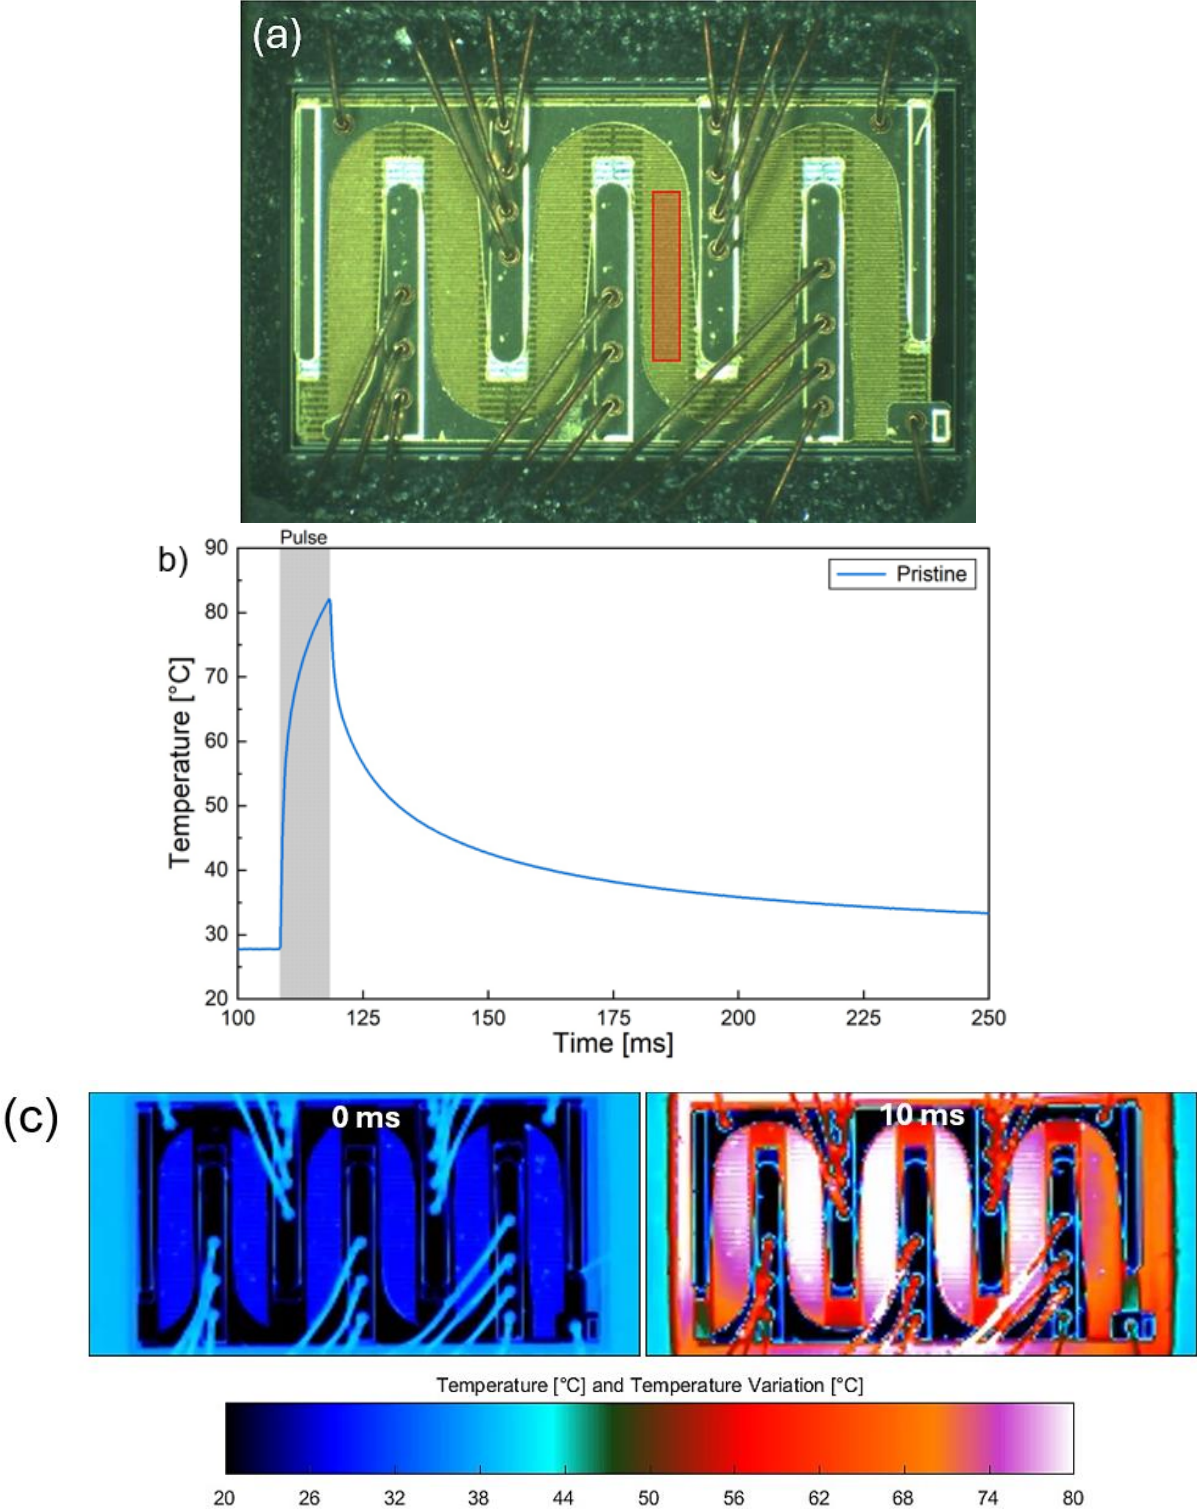 (a)
b)
Pulse
Pristine
90
80
70
60
50
40
30
20
Temperature [°C]
100 125 150 175 200 225 250
Time [ms]
(c)
0 ms
10 ms
Temperature [°C] and Temperature Variation [°C]
20 26 32 38 44 50 56 62 68 74 80